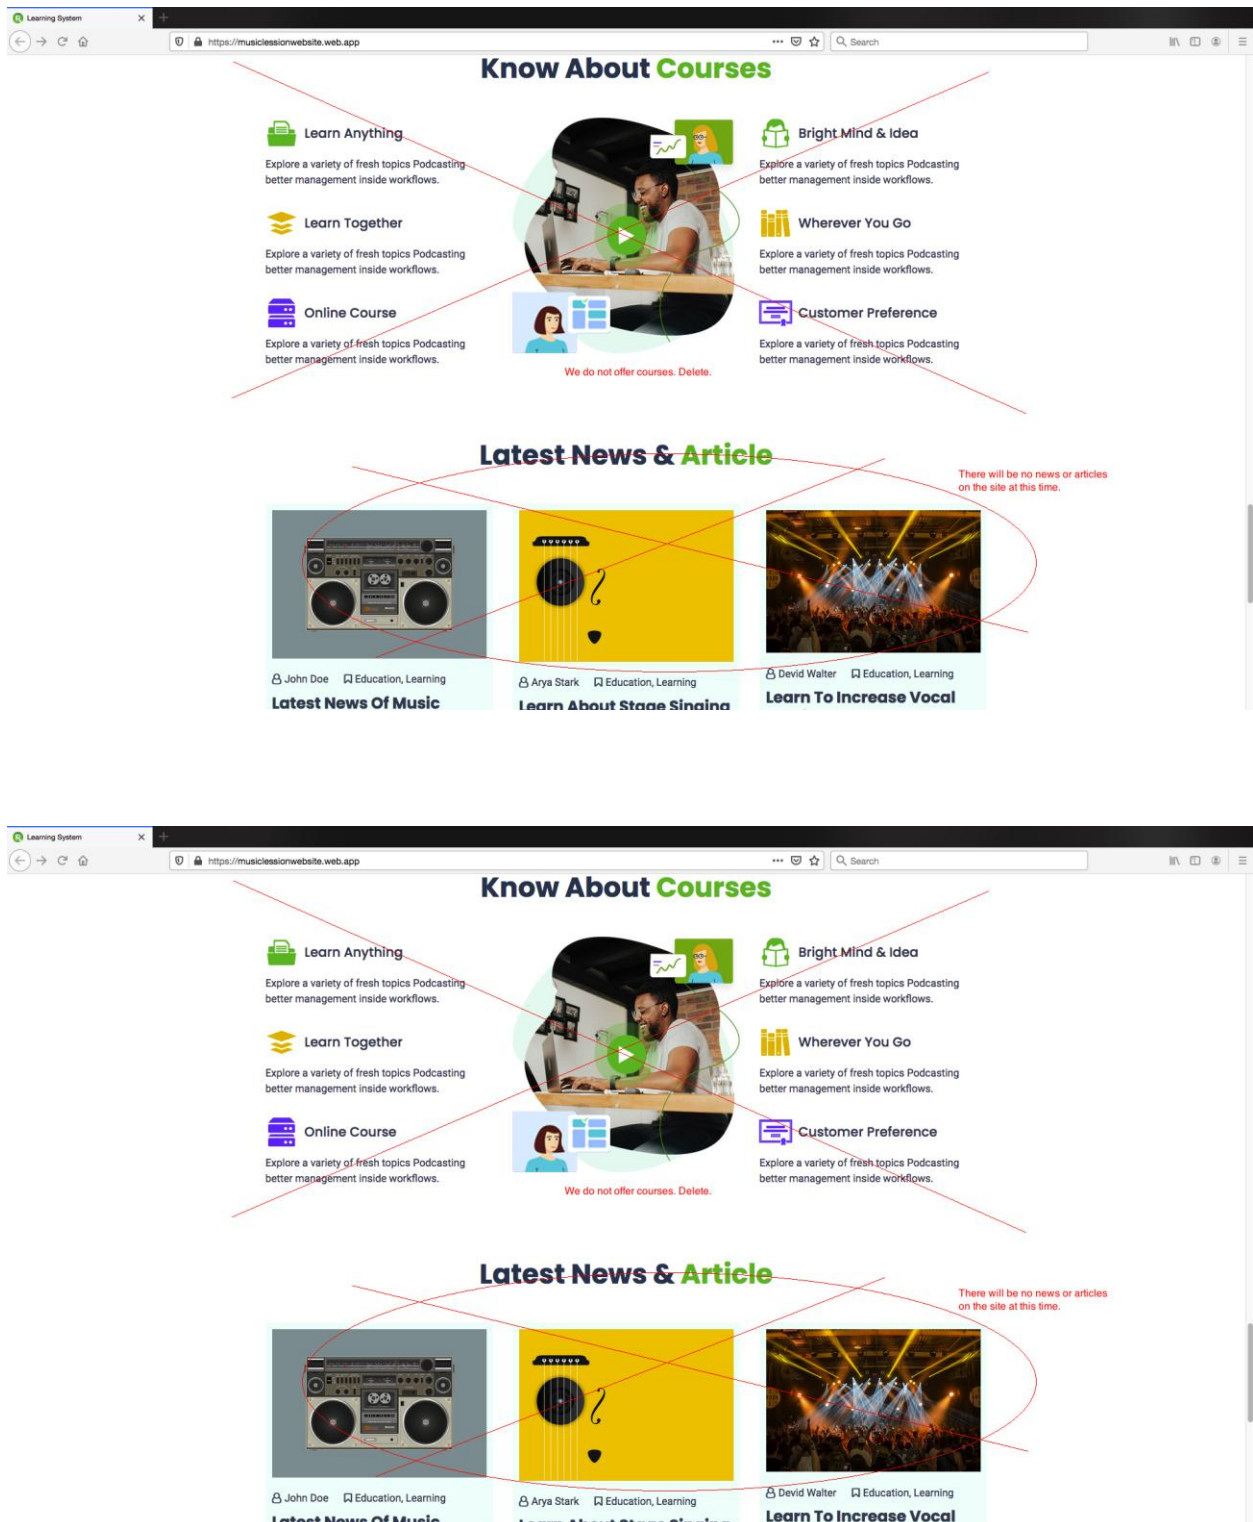 Learning System
https://musiclessionwebsite.web.app
Search
Know About Courses
Learn Anything
Explore a variety of fresh topics Podcasting
better management inside workflows.
Bright Mind & Idea
Explore a variety of fresh topics Podcasting
better management inside workflows.
Learn Together
Explore a variety of fresh topics Podcasting
better management inside workflows.
Wherever You Go
Explore a variety of fresh topics Podcasting
better management inside workflows.
Online Course
Explore a variety of fresh topics Podcasting
better management inside workflows.
Customer Preference
Explore a variety of fresh topics Podcasting
better management inside workflows.
We do not offer courses. Delete.
Latest News & Article
There will be no news or articles
on the site at this time.
John Doe Education, Learning
Latest News Of Music
Arya Stark Education, Learning
Learn About Stage Singing
Devid Walter Education, Learning
Learn To Increase Vocal
Learning System
https://musiclessionwebsite.web.app
Search
Know About Courses
Learn Anything
Explore a variety of fresh topics Podcasting
better management inside workflows.
Bright Mind & Idea
Explore a variety of fresh topics Podcasting
better management inside workflows.
Learn Together
Explore a variety of fresh topics Podcasting
better management inside workflows.
Wherever You Go
Explore a variety of fresh topics Podcasting
better management inside workflows.
Online Course
Explore a variety of fresh topics Podcasting
better management inside workflows.
Customer Preference
Explore a variety of fresh topics Podcasting
better management inside workflows.
We do not offer courses. Delete.
Latest News & Article
There will be no news or articles
on the site at this time.
John Doe Education, Learning
Latest News Of Music
Arya Stark Education, Learning
Learn About Stage Singing
Devid Walter Education, Learning
Learn To Increase Vocal